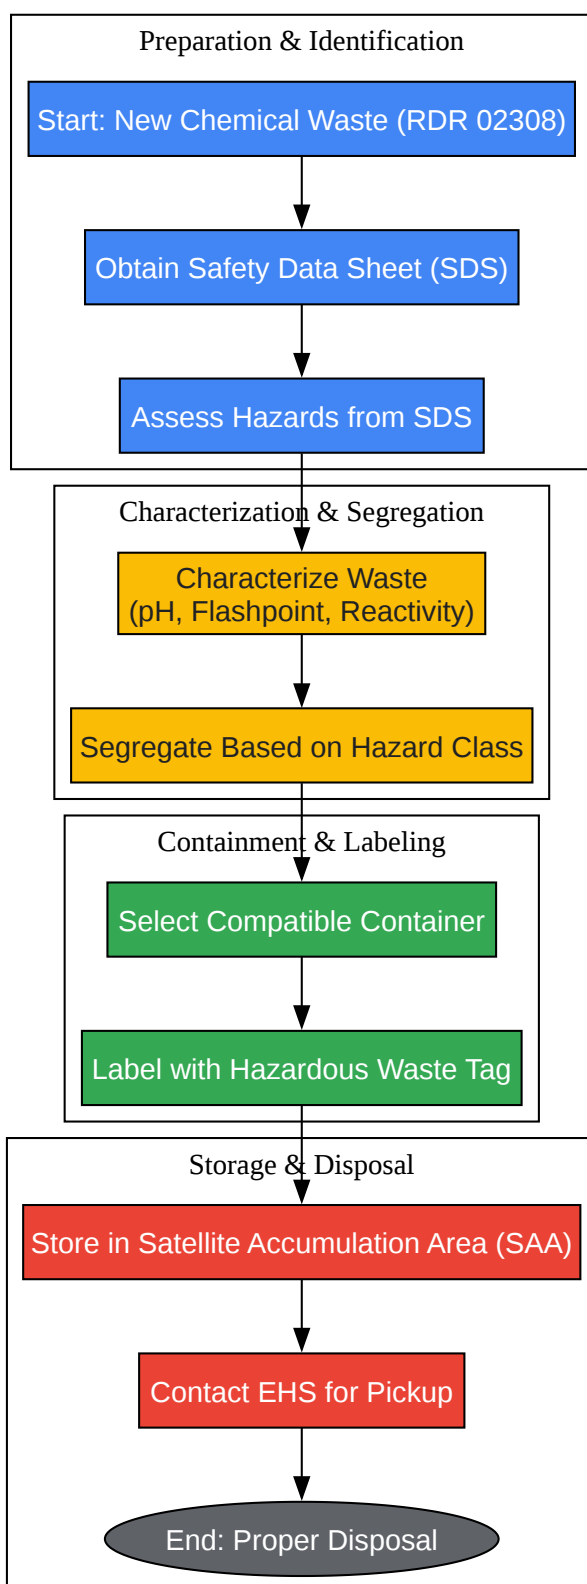 Preparation & Identification
Start: New Chemical Waste (RDR 02308)
Obtain Safety Data Sheet (SDS)
Assess Hazards from SDS
Characterization & Segregation
Characterize Waste
(pH, Flashpoint, Reactivity)
Segregate Based on Hazard Class
Containment & Labeling
Select Compatible Container
Label with Hazardous Waste Tag
Storage & Disposal
Store in Satellite Accumulation Area (SAA)
Contact EHS for Pickup
End: Proper Disposal